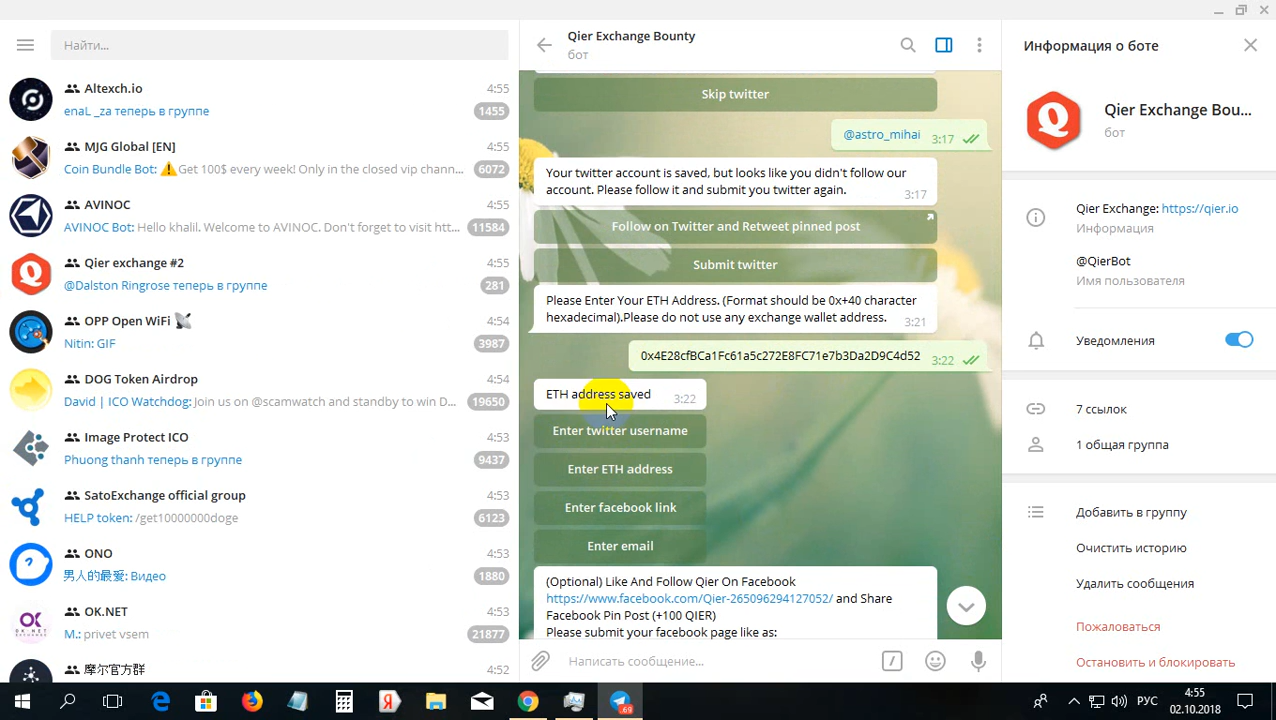 Найти...
Altexch.io
4:55
enaL _za теперь в группе
1455
MJG Global [EN]
4:55
Coin Bundle Bot: ⚠️Get 100$ every week! Only in the closed vip chann...
6072
AVINOC
4:55
AVINOC Bot: Hello khalil. Welcome to AVINOC. Don't forget to visit htt...
11584
Qier exchange #2
4:55
@Dalston Ringrose теперь в группе
281
OPP Open WiFi 📡
4:54
Nitin: GIF
3987
DOG Token Airdrop
4:54
David | ICO Watchdog: Join us on @scamwatch and standby to win D...
19650
Image Protect ICO
4:53
Phuong thanh теперь в группе
9437
SatoExchange official group
4:53
HELP token: /get10000000doge
6123
ONO
4:53
男人的最爱: Видео
1880
OK.NET
4:53
M.: privet vsem
21877
摩尔官方群
4:52
Qier Exchange Bounty
бот
Skip twitter
@astro_mihai
3:17
Your twitter account is saved, but looks like you didn't follow our
account. Please follow it and submit you twitter again.
3:17
Follow on Twitter and Retweet pinned post
Submit twitter
Please Enter Your ETH Address. (Format should be 0x+40 character
hexadecimal).Please do not use any exchange wallet address.
3:21
0x4E28cfBCa1Fc61a5c272E8FC71e7b3Da2D9C4d52
3:22
ETH address saved
3:22
Enter twitter username
Enter ETH address
Enter facebook link
Enter email
(Optional) Like And Follow Qier On Facebook
https://www.facebook.com/Qier-265096294127052/ and Share
Facebook Pin Post (+100 QIER)
Please submit your facebook page like as:
Написать сообщение...
Информация о боте
Qier Exchange Bou...
бот
Qier Exchange: https://qier.io
Информация
@QierBot
Имя пользователя
Уведомления
7 ссылок
1 общая группа
Добавить в группу
Очистить историю
Удалить сообщения
Пожаловаться
Остановить и блокировать
.69
РУС
4:55
02.10.2018